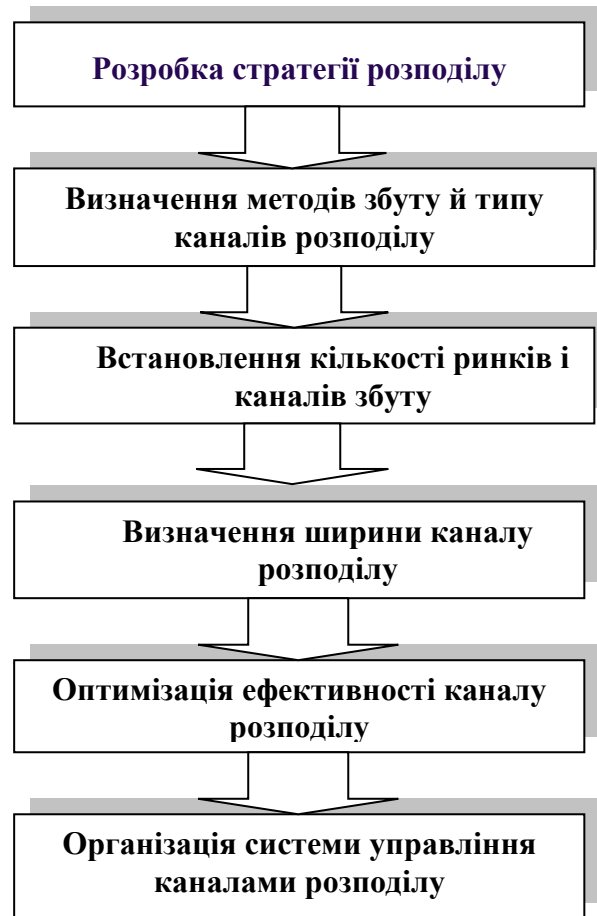 Розробка стратегії розподілу
Визначення методів збуту й типу
каналів розподілу
Встановлення кількості ринків і
каналів збуту
Визначення ширини каналу
розподілу
Оптимізація ефективності каналу
розподілу
Організація системи управління
каналами розподілу